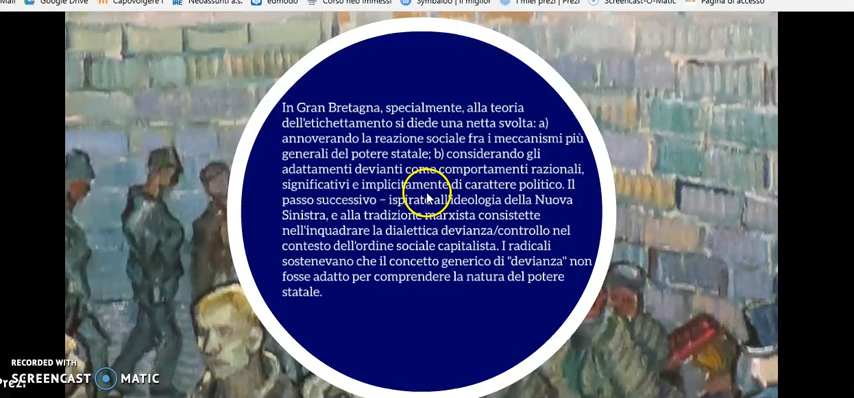 Mail Google Drive Capovolgere l' Neoassunti a.s. edmodo Corso neo immessi Symbaloo | Il miglior I miei prezi | Prezi Screencast-O-Matic Pagina di accesso
In Gran Bretagna, specialmente, alla teoria
dell'etichettamento si diede una netta svolta: a)
annoverando la reazione sociale fra i meccanismi più
generali del potere statale; b) considerando gli
adattamenti devianti come comportamenti razionali,
significativi e implicitamente di carattere politico. Il
passo successivo – ispirato all'ideologia della Nuova
Sinistra, e alla tradizione marxista consistette
nell'inquadrare la dialettica devianza/controllo nel
contesto dell'ordine sociale capitalista. I radicali
sostenevano che il concetto generico di "devianza" non
fosse adatto per comprendere la natura del potere
statale.
RECORDED WITH
SCREENCAST MATIC
Prezi